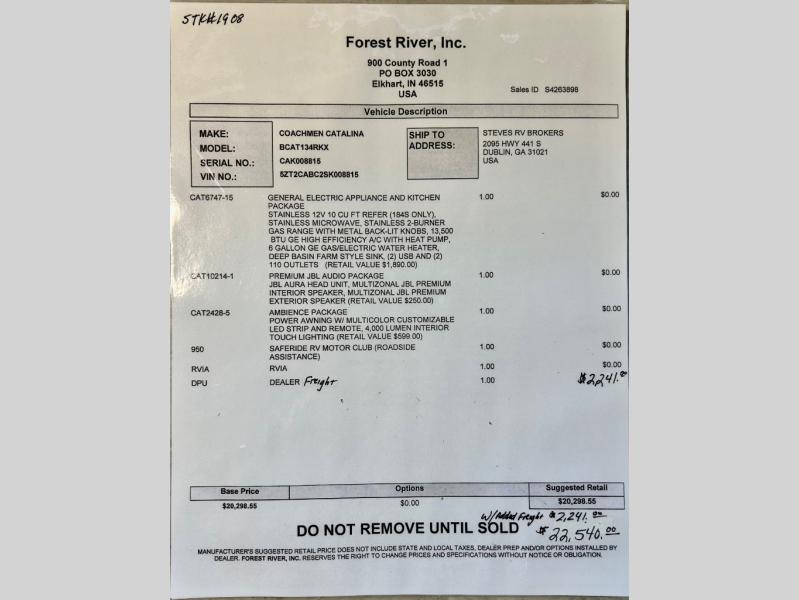 STK#1908
Forest River, Inc.
900 County Road 1
PO BOX 3030
Elkhart, IN 46515
USA
Sales ID S4263898
Vehicle Description
MAKE: COACHMEN CATALINA
MODEL: BCAT134RKX
SERIAL NO.: CAK008815
VIN NO.: 5ZT2CABC2SK008815
SHIP TO
ADDRESS:
STEVES RV BROKERS
2095 HWY 441 S
DUBLIN, GA 31021
USA
CAT6747-15 GENERAL ELECTRIC APPLIANCE AND KITCHEN 1.00 $0.00
PACKAGE
STAINLESS 12V 10 CU FT REFER (184S ONLY),
STAINLESS MICROWAVE, STAINLESS 2-BURNER
GAS RANGE WITH METAL BACK-LIT KNOBS, 13,500
BTU GE HIGH EFFICIENCY A/C WITH HEAT PUMP,
6 GALLON GE GAS/ELECTRIC WATER HEATER,
DEEP BASIN FARM STYLE SINK, (2) USB AND (2)
110 OUTLETS (RETAIL VALUE $1,890.00)
CAT10214-1 PREMIUM JBL AUDIO PACKAGE 1.00 $0.00
JBL AURA HEAD UNIT, MULTIZONAL JBL PREMIUM
INTERIOR SPEAKER, MULTIZONAL JBL PREMIUM
EXTERIOR SPEAKER (RETAIL VALUE $250.00)
CAT2428-5 AMBIENCE PACKAGE 1.00 $0.00
POWER AWNING W/ MULTICOLOR CUSTOMIZABLE
LED STRIP AND REMOTE, 4,000 LUMEN INTERIOR
TOUCH LIGHTING (RETAIL VALUE $599.00)
950 SAFERIDE RV MOTOR CLUB (ROADSIDE 1.00 $0.00
ASSISTANCE)
RVIA RVIA 1.00 $0.00
DPU DEALER Freight 1.00 $2,241.00
Base Price Options Suggested Retail
$20,298.55 $0.00 $20,298.55
W/Added Freight $2,241.00
DO NOT REMOVE UNTIL SOLD $22,540.00
MANUFACTURER'S SUGGESTED RETAIL PRICE DOES NOT INCLUDE STATE AND LOCAL TAXES, DEALER PREP AND/OR OPTIONS INSTALLED BY
DEALER. FOREST RIVER, INC. RESERVES THE RIGHT TO CHANGE PRICES AND SPECIFICATIONS WITHOUT NOTICE OR OBLIGATION.